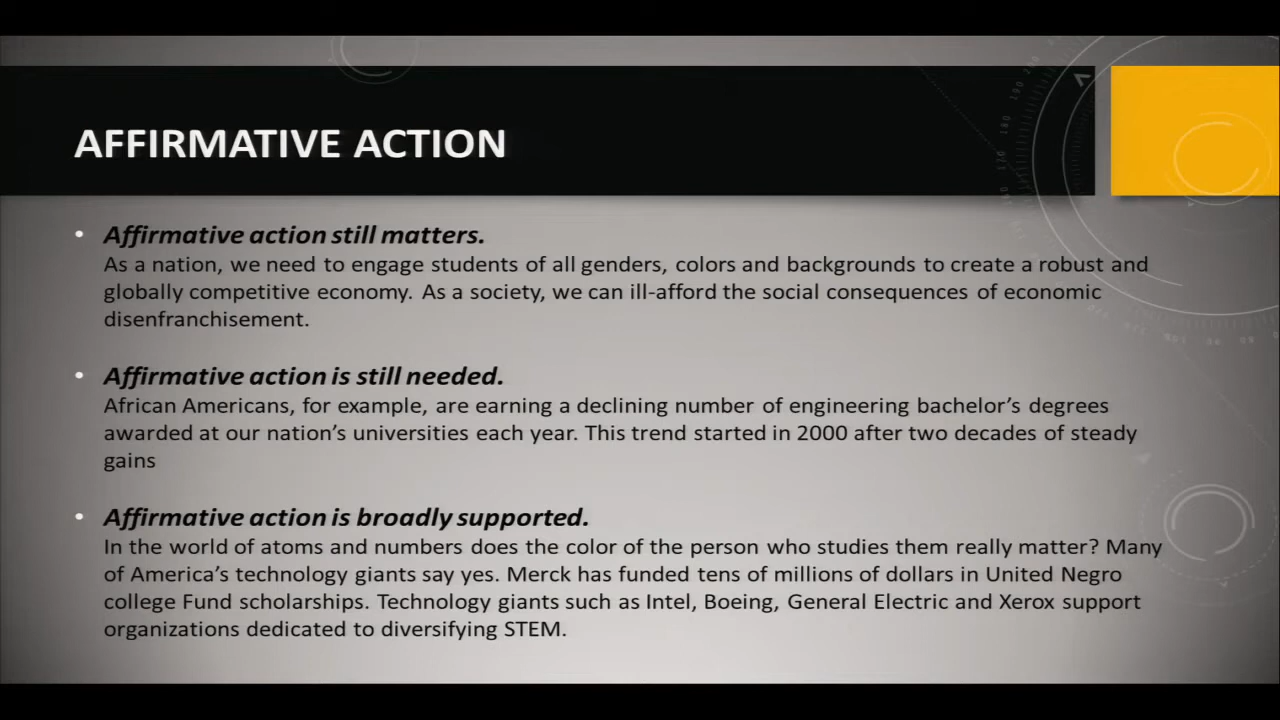 AFFIRMATIVE ACTION
• Affirmative action still matters.
As a nation, we need to engage students of all genders, colors and backgrounds to create a robust and
globally competitive economy. As a society, we can ill-afford the social consequences of economic
disenfranchisement.
• Affirmative action is still needed.
African Americans, for example, are earning a declining number of engineering bachelor’s degrees
awarded at our nation’s universities each year. This trend started in 2000 after two decades of steady
gains
• Affirmative action is broadly supported.
In the world of atoms and numbers does the color of the person who studies them really matter? Many
of America’s technology giants say yes. Merck has funded tens of millions of dollars in United Negro
college Fund scholarships. Technology giants such as Intel, Boeing, General Electric and Xerox support
organizations dedicated to diversifying STEM.